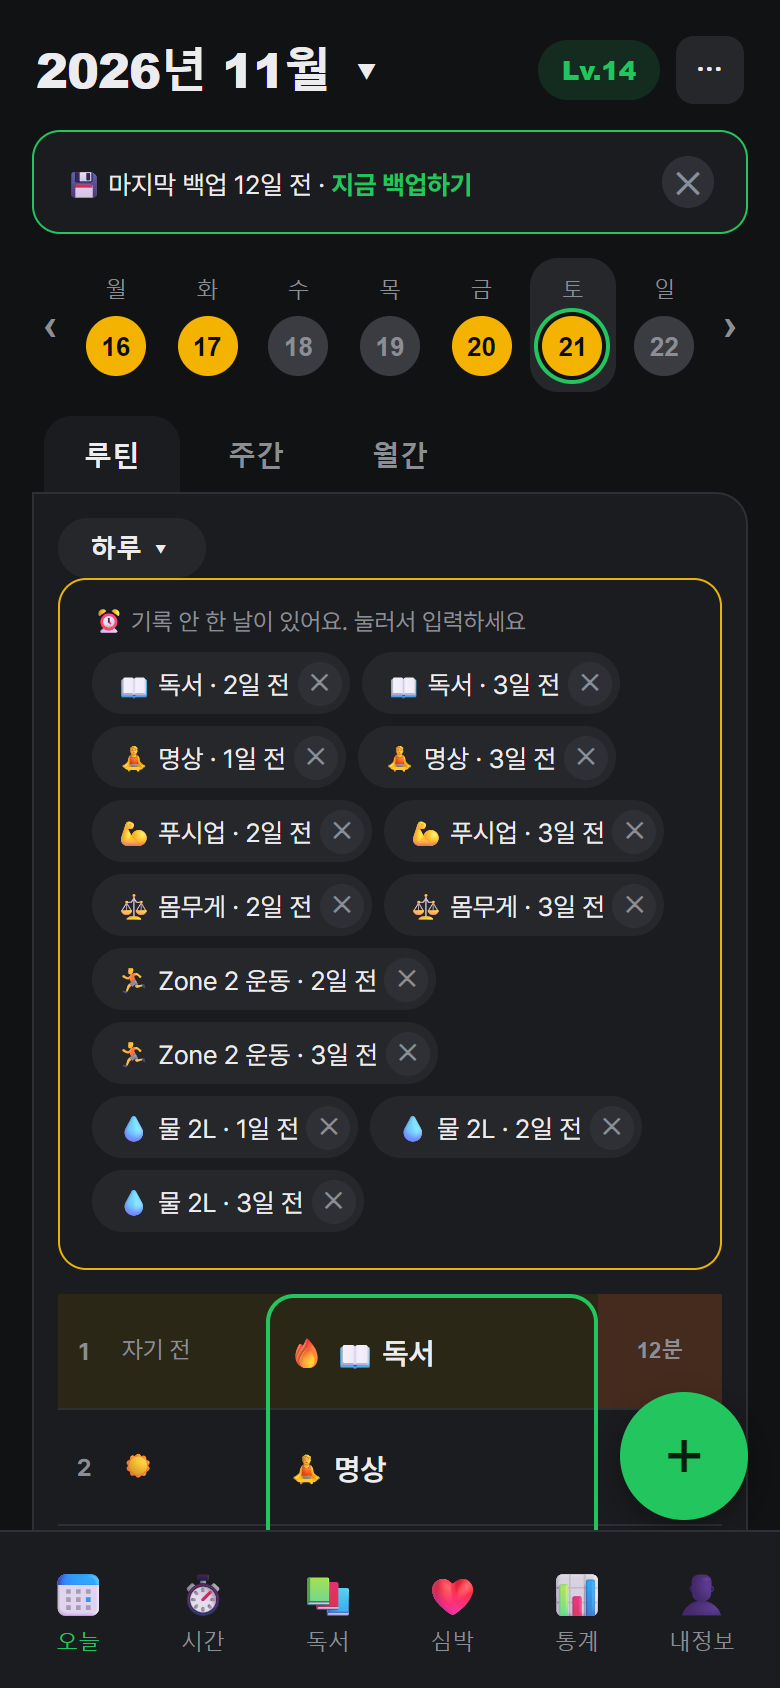 2026년 11월 ▼
Lv.14
···
💾 마지막 백업 12일 전 · 지금 백업하기 ×
월 화 수 목 금 토 일
‹ 16 17 18 19 20 21 22 ›
루틴 주간 월간
하루 ▼
⏰ 기록 안 한 날이 있어요. 눌러서 입력하세요
📖 독서 · 2일 전 × 📖 독서 · 3일 전 ×
🧘 명상 · 1일 전 × 🧘 명상 · 3일 전 ×
💪 푸시업 · 2일 전 × 💪 푸시업 · 3일 전 ×
⚖️ 몸무게 · 2일 전 × ⚖️ 몸무게 · 3일 전 ×
🏃 Zone 2 운동 · 2일 전 ×
🏃 Zone 2 운동 · 3일 전 ×
💧 물 2L · 1일 전 × 💧 물 2L · 2일 전 ×
💧 물 2L · 3일 전 ×
1 자기 전 🔥 📖 독서 12분
2 🧘 명상
+
오늘 시간 독서 심박 통계 내정보